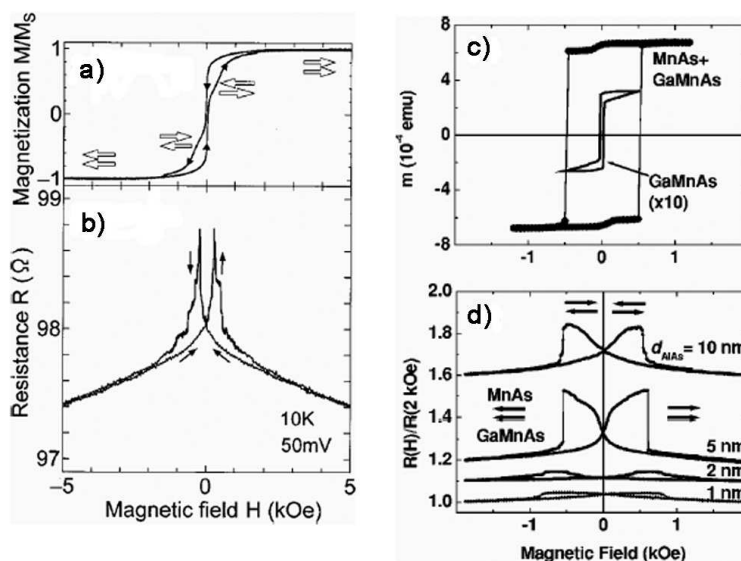 a)
Magnetization M/M_S
1
0
−1
b)
Resistance R (Ω)
99
98
97
10K
50mV
−5
0
5
Magnetic field H (kOe)
c)
m (10⁻⁴ emu)
8
4
0
−4
−8
MnAs+
GaMnAs
GaMnAs
(x10)
−1
0
1
d)
R(H)/R(2 kOe)
2.0
1.8
1.6
1.4
1.2
1.0
d_AlAs = 10 nm
MnAs
GaMnAs
5 nm
2 nm
1 nm
−1
0
1
Magnetic Field (kOe)